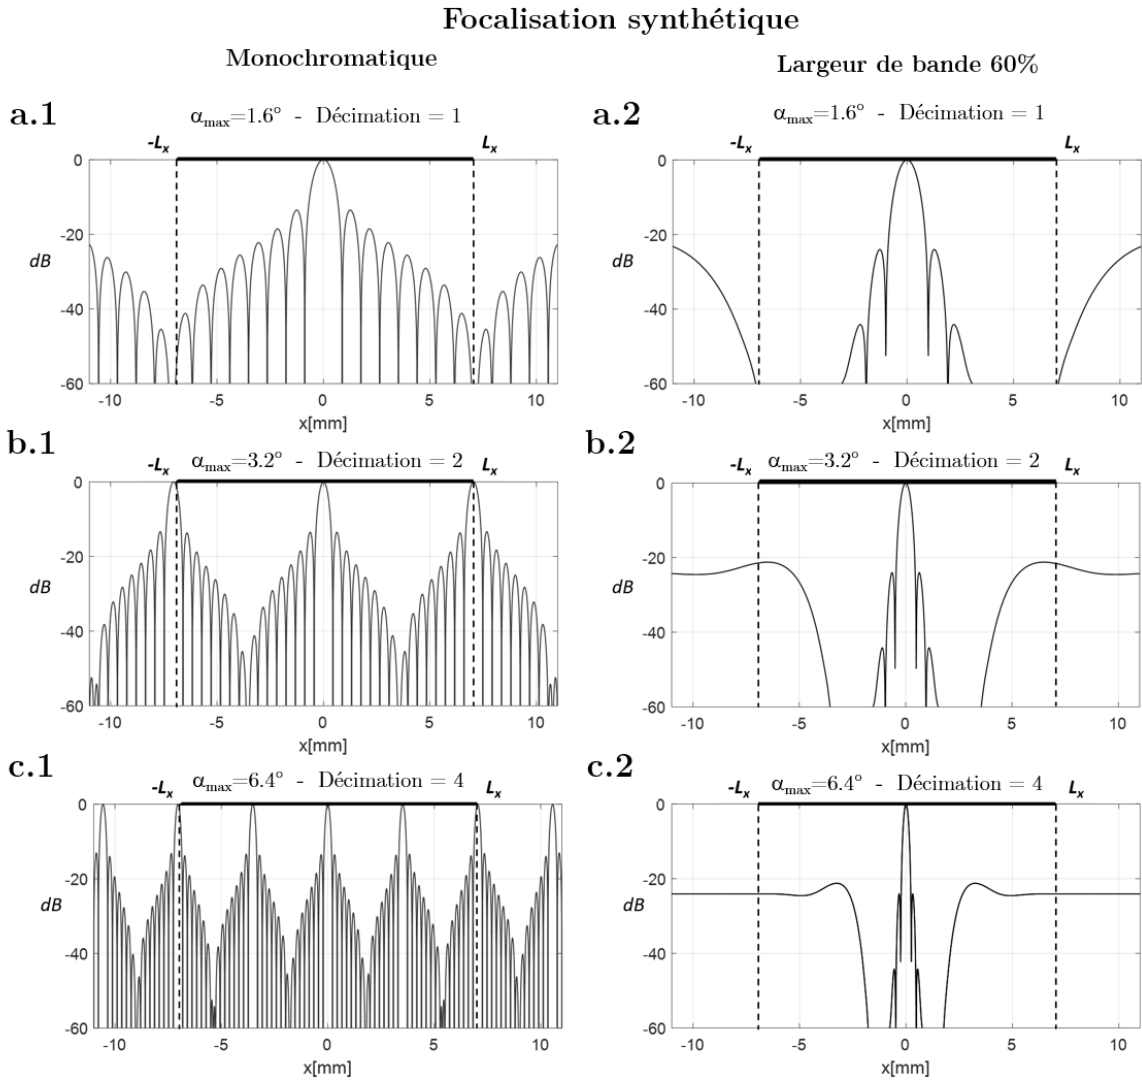 Focalisation synthétique
Monochromatique
Largeur de bande 60%
a.1
αmax=1.6° - Décimation = 1
-Lx
Lx
0
-20
-40
-60
dB
-10
-5
0
5
10
x[mm]
a.2
αmax=1.6° - Décimation = 1
-Lx
Lx
0
-20
-40
-60
dB
-10
-5
0
5
10
x[mm]
b.1
αmax=3.2° - Décimation = 2
-Lx
Lx
0
-20
-40
-60
dB
-10
-5
0
5
10
x[mm]
b.2
αmax=3.2° - Décimation = 2
-Lx
Lx
0
-20
-40
-60
dB
-10
-5
0
5
10
x[mm]
c.1
αmax=6.4° - Décimation = 4
-Lx
Lx
0
-20
-40
-60
dB
-10
-5
0
5
10
x[mm]
c.2
αmax=6.4° - Décimation = 4
-Lx
Lx
0
-20
-40
-60
dB
-10
-5
0
5
10
x[mm]